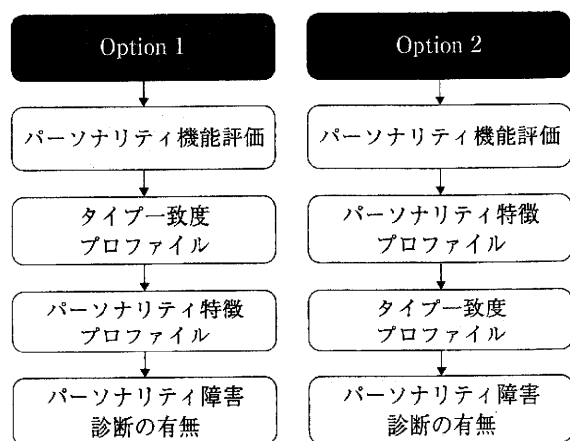 Option 1
パーソナリティ機能評価
タイプ一致度
プロファイル
パーソナリティ特徴
プロファイル
パーソナリティ障害
診断の有無
Option 2
パーソナリティ機能評価
パーソナリティ特徴
プロファイル
タイプ一致度
プロファイル
パーソナリティ障害
診断の有無